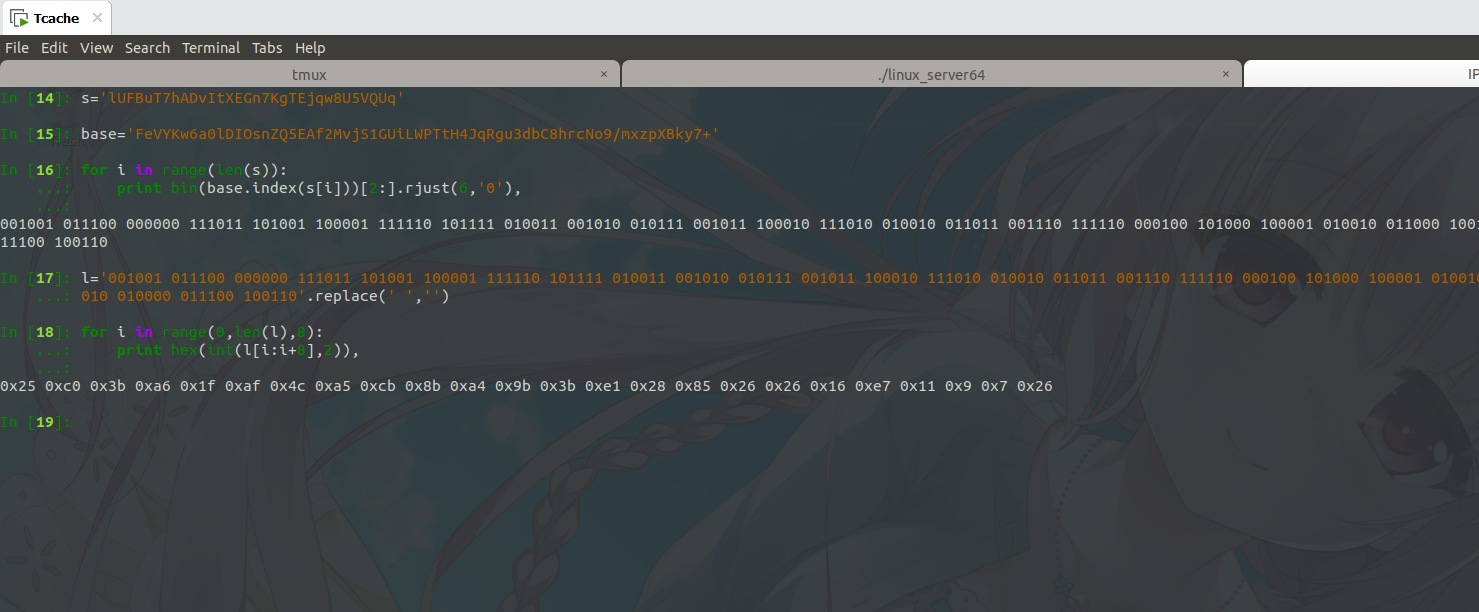 Tcache
File Edit View Search Terminal Tabs Help
tmux × ./linux_server64 × IP
In [14]: s='lUFBuT7hADvItXEGn7KgTEjqw8U5VQUq'
In [15]: base='FeVYKw6a0lDIOsnZQ5EAf2MvjS1GUiLWPTtH4JqRgu3dbC8hrcNo9/mxzpXBky7+'
In [16]: for i in range(len(s)):
...: print bin(base.index(s[i]))[2:].rjust(6,'0'),
...:
001001 011100 000000 111011 101001 100001 111110 101111 010011 001010 010111 001011 100010 111010 010010 011011 001110 111110 000100 101000 100001 010010 011000 100
11100 100110
In [17]: l='001001 011100 000000 111011 101001 100001 111110 101111 010011 001010 010111 001011 100010 111010 010010 011011 001110 111110 000100 101000 100001 010010
...: 010 010000 011100 100110'.replace(' ','')
In [18]: for i in range(0,len(l),8):
...: print hex(int(l[i:i+8],2)),
...:
0x25 0xc0 0x3b 0xa6 0x1f 0xaf 0x4c 0xa5 0xcb 0x8b 0xa4 0x9b 0x3b 0xe1 0x28 0x85 0x26 0x26 0x16 0xe7 0x11 0x9 0x7 0x26
In [19]: